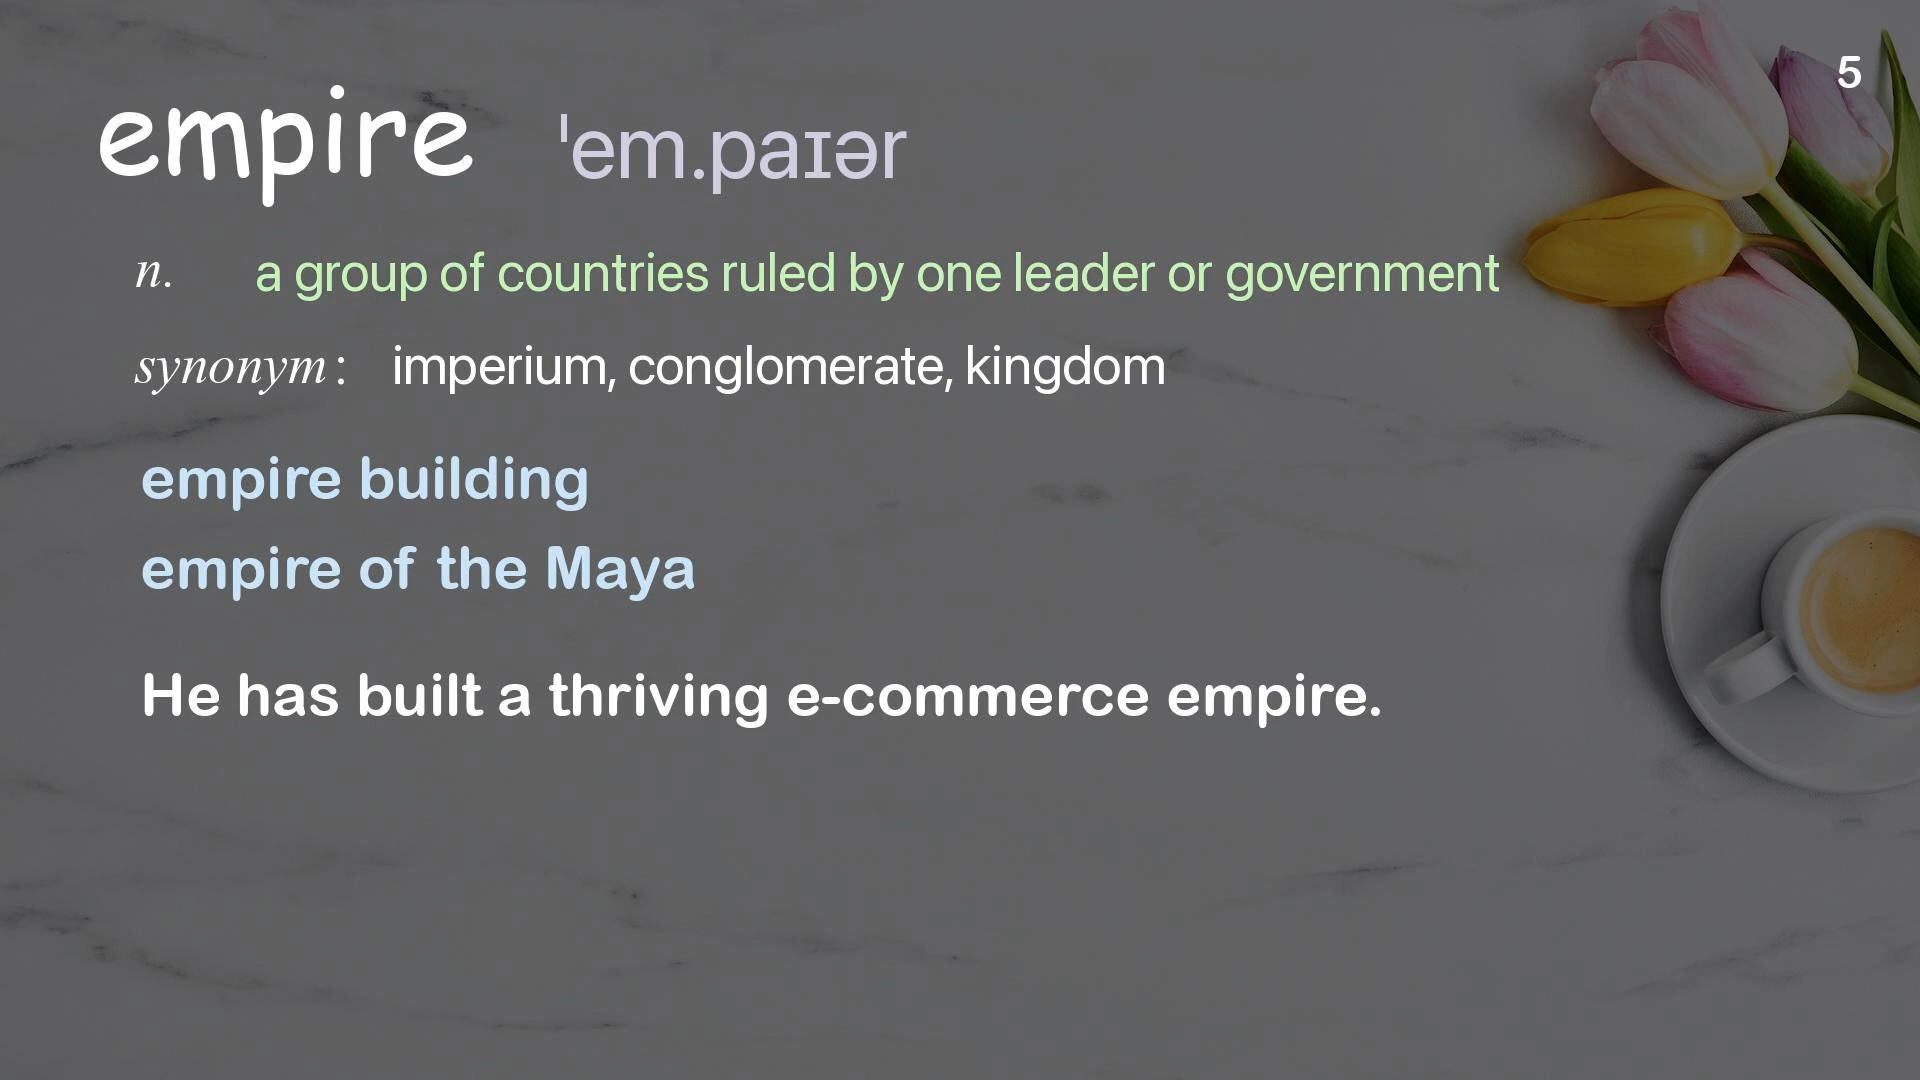 5
empire ˈem.paɪər
n. a group of countries ruled by one leader or government
synonym: imperium, conglomerate, kingdom
empire building
empire of the Maya
He has built a thriving e-commerce empire.